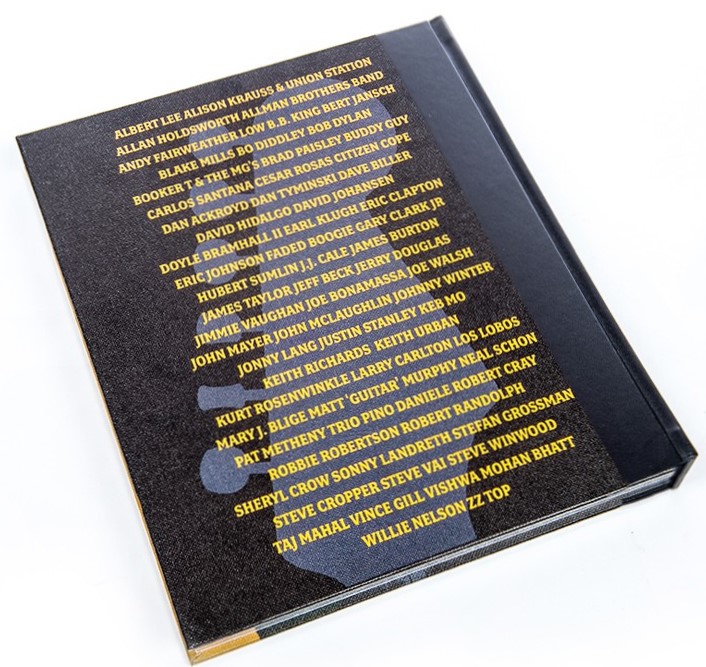 ALBERT LEE ALISON KRAUSS & UNION STATION
ALLAN HOLDSWORTH ALLMAN BROTHERS BAND
ANDY FAIRWEATHER LOW B.B. KING BERT JANSCH
BLAKE MILLS BO DIDDLEY BOB DYLAN
BOOKER T & THE MG'S BRAD PAISLEY BUDDY GUY
CARLOS SANTANA CESAR ROSAS CITIZEN COPE
DAN ACKROYD DAN TYMINSKI DAVE BILLER
DAVID HIDALGO DAVID JOHANSEN
DOYLE BRAMHALL II EARL KLUGH ERIC CLAPTON
ERIC JOHNSON FADED BOOGIE GARY CLARK JR
HUBERT SUMLIN J.J. CALE JAMES BURTON
JAMES TAYLOR JEFF BECK JERRY DOUGLAS
JIMMIE VAUGHAN JOE BONAMASSA JOE WALSH
JOHN MAYER JOHN MCLAUGHLIN JOHNNY WINTER
JONNY LANG JUSTIN STANLEY KEB MO
KEITH RICHARDS KEITH URBAN
KURT ROSENWINKLE LARRY CARLTON LOS LOBOS
MARY J. BLIGE MATT 'GUITAR' MURPHY NEAL SCHON
PAT METHENY TRIO PINO DANIELE ROBERT CRAY
ROBBIE ROBERTSON ROBERT RANDOLPH
SHERYL CROW SONNY LANDRETH STEFAN GROSSMAN
STEVE CROPPER STEVE VAI STEVE WINWOOD
TAJ MAHAL VINCE GILL VISHWA MOHAN BHATT
WILLIE NELSON ZZ TOP